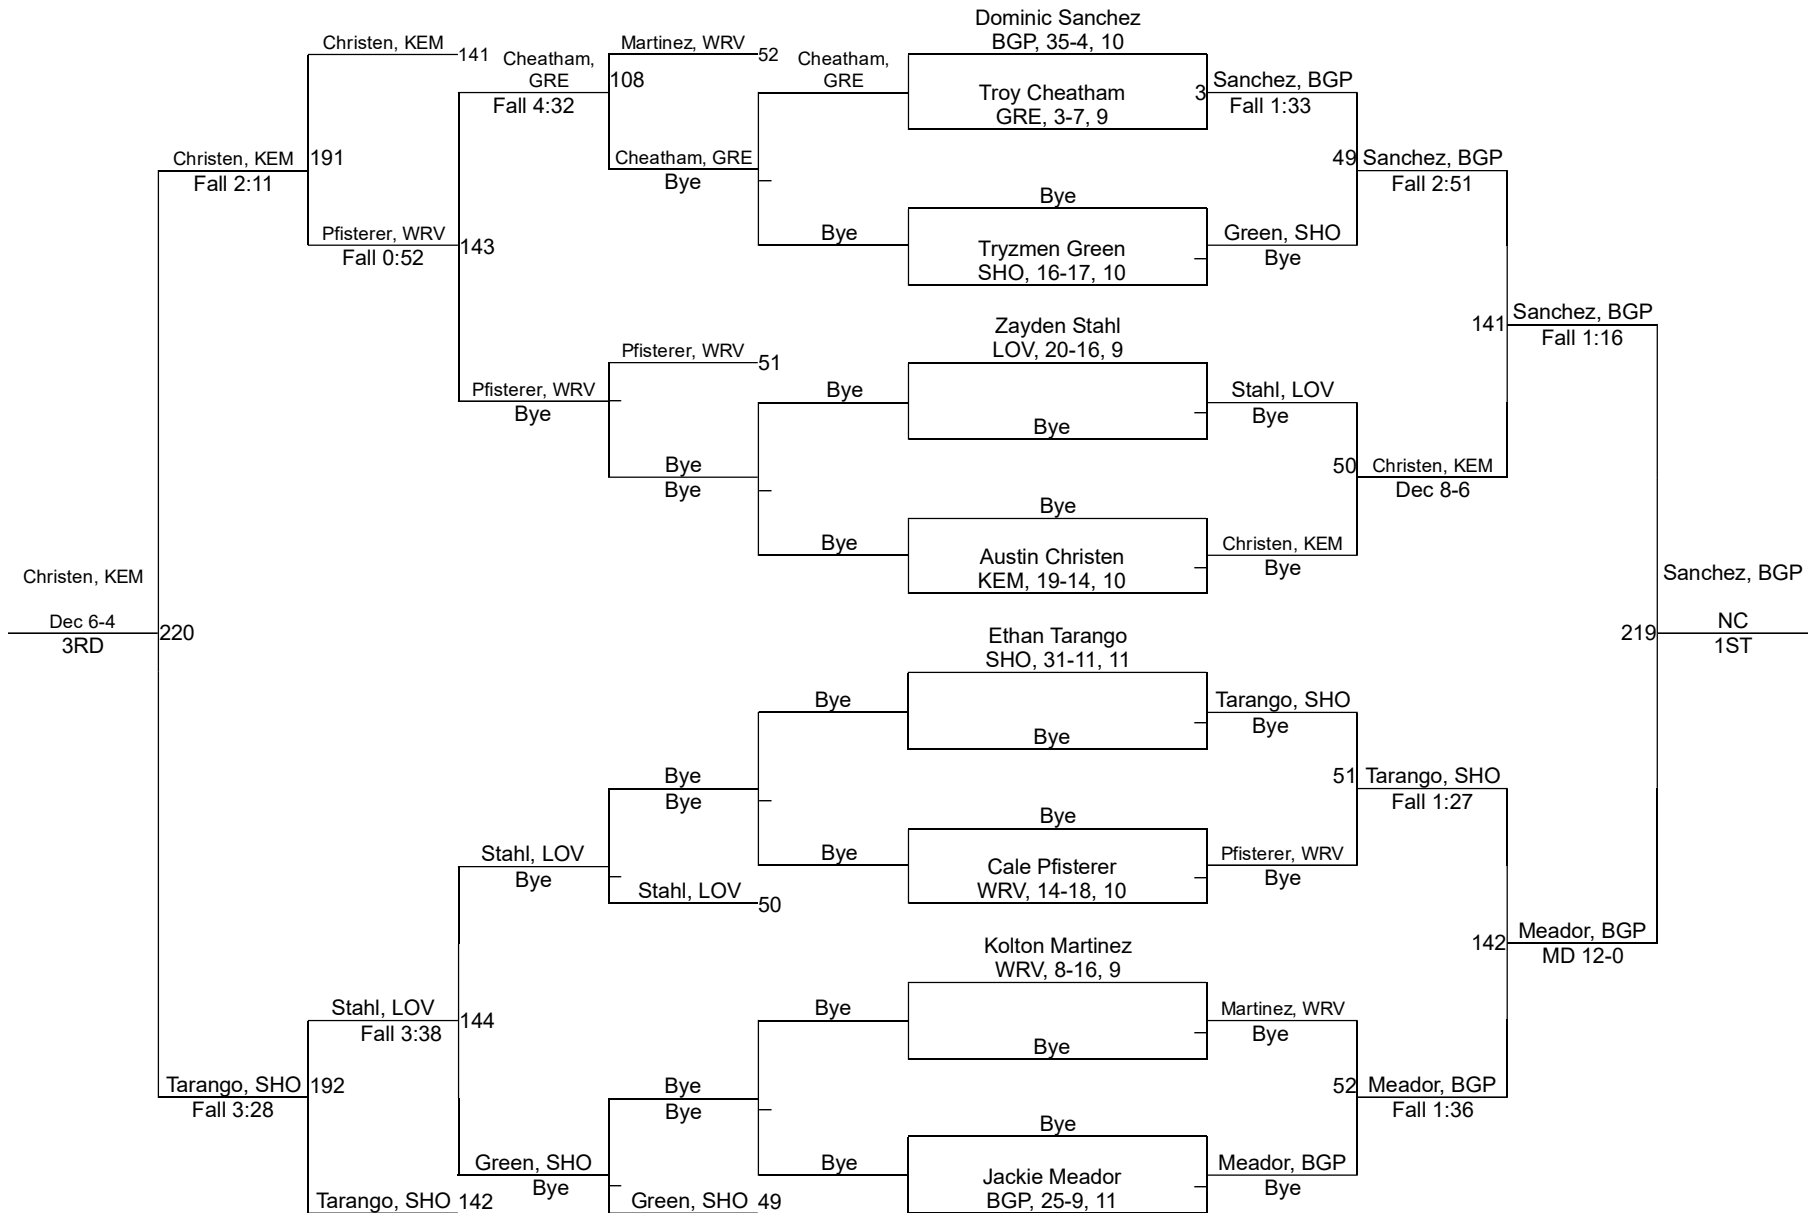 Dominic Sanchez
BGP, 35-4, 10
Troy Cheatham
GRE, 3-7, 9
Bye
Tryzmen Green
SHO, 16-17, 10
Zayden Stahl
LOV, 20-16, 9
Bye
Bye
Austin Christen
KEM, 19-14, 10
Ethan Tarango
SHO, 31-11, 11
Bye
Bye
Cale Pfisterer
WRV, 14-18, 10
Kolton Martinez
WRV, 8-16, 9
Bye
Bye
Jackie Meador
BGP, 25-9, 11
3
Sanchez, BGP
Fall 1:33
Green, SHO
Bye
Stahl, LOV
Bye
Christen, KEM
Bye
Tarango, SHO
Bye
Pfisterer, WRV
Bye
Martinez, WRV
Bye
Meador, BGP
Bye
49
Sanchez, BGP
Fall 2:51
50
Christen, KEM
Dec 8-6
51
Tarango, SHO
Fall 1:27
52
Meador, BGP
Fall 1:36
141
Sanchez, BGP
Fall 1:16
142
Meador, BGP
MD 12-0
219
Sanchez, BGP
NC
1ST
Cheatham,
GRE
Bye
Bye
Bye
Bye
Bye
Bye
Bye
Martinez, WRV
52
Cheatham, GRE
Bye
Pfisterer, WRV
51
Bye
Bye
Bye
Bye
Stahl, LOV
50
Bye
Bye
Green, SHO
49
Cheatham,
GRE
108
Fall 4:32
Pfisterer, WRV
Bye
Stahl, LOV
Bye
Green, SHO
Bye
Christen, KEM
141
Pfisterer, WRV
143
Fall 0:52
Stahl, LOV
144
Fall 3:38
Tarango, SHO
142
Christen, KEM
191
Fall 2:11
Tarango, SHO
192
Fall 3:28
Christen, KEM
Dec 6-4
220
3RD